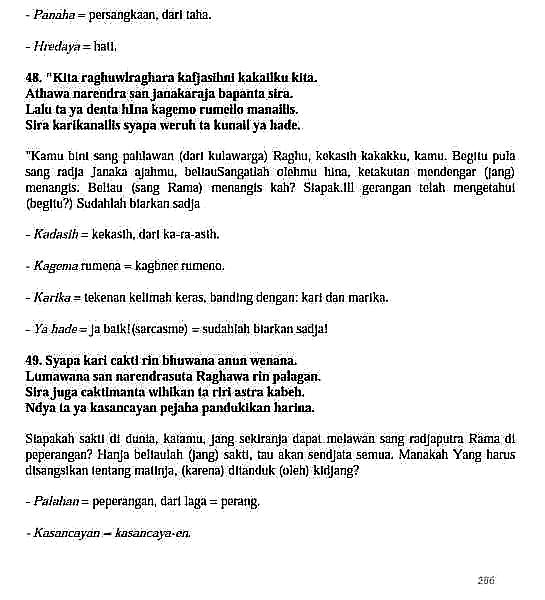 - Panaha = persangkaan, dari taha.
- Hredaya = hati.
48. "Kita raghuwiraghara kafjasihni kakaiku kita.
Athawa narendra san janakaraja bapanta sira.
Lalu ta ya denta hina kagemo rumeilo manailis.
Sira karikanailis syapa weruh ta kunail ya hade.
"Kamu bini sang pahlawan (dari kulawarga) Raghu, kekasih kakakku, kamu. Begitu pula
sang radja Janaka ajahmu, beliauSangatlah olehmu hina, ketakutan mendengar (jang)
menangis. Beliau (sang Rama) menangis kah? Siapak.ill gerangan telah mengetahui
(begitu?) Sudahlah biarkan sadja
- Kadasih = kekasih, dari ka-ra-asih.
- Kagema rumena = kagbner rumeno.
- Karika = tekenan kelimah keras, banding dengan: kari dan marika.
- Ya hade = ja baik!(sarcasme) = sudahlah biarkan sadja!
49. Syapa kari cakti rin bhuwana anun wenana.
Lumawana san narendrasuta Raghawa rin palagan.
Sira juga caktimanta wihikan ta riri astra kabeh.
Ndya ta ya kasancayan pejaha pandukikan harina.
Siapakah sakti di dunia, katamu, jang sekiranja dapat melawan sang radjaputra Rama di
peperangan? Hanja beliaulah (jang) sakti, tau akan sendjata semua. Manakah Yang harus
disangsikan tentang matinja, (karena) ditanduk (oleh) kidjang?
- Palahan = peperangan, dari laga = perang.
- Kasancayan = kasancaya-en.
286